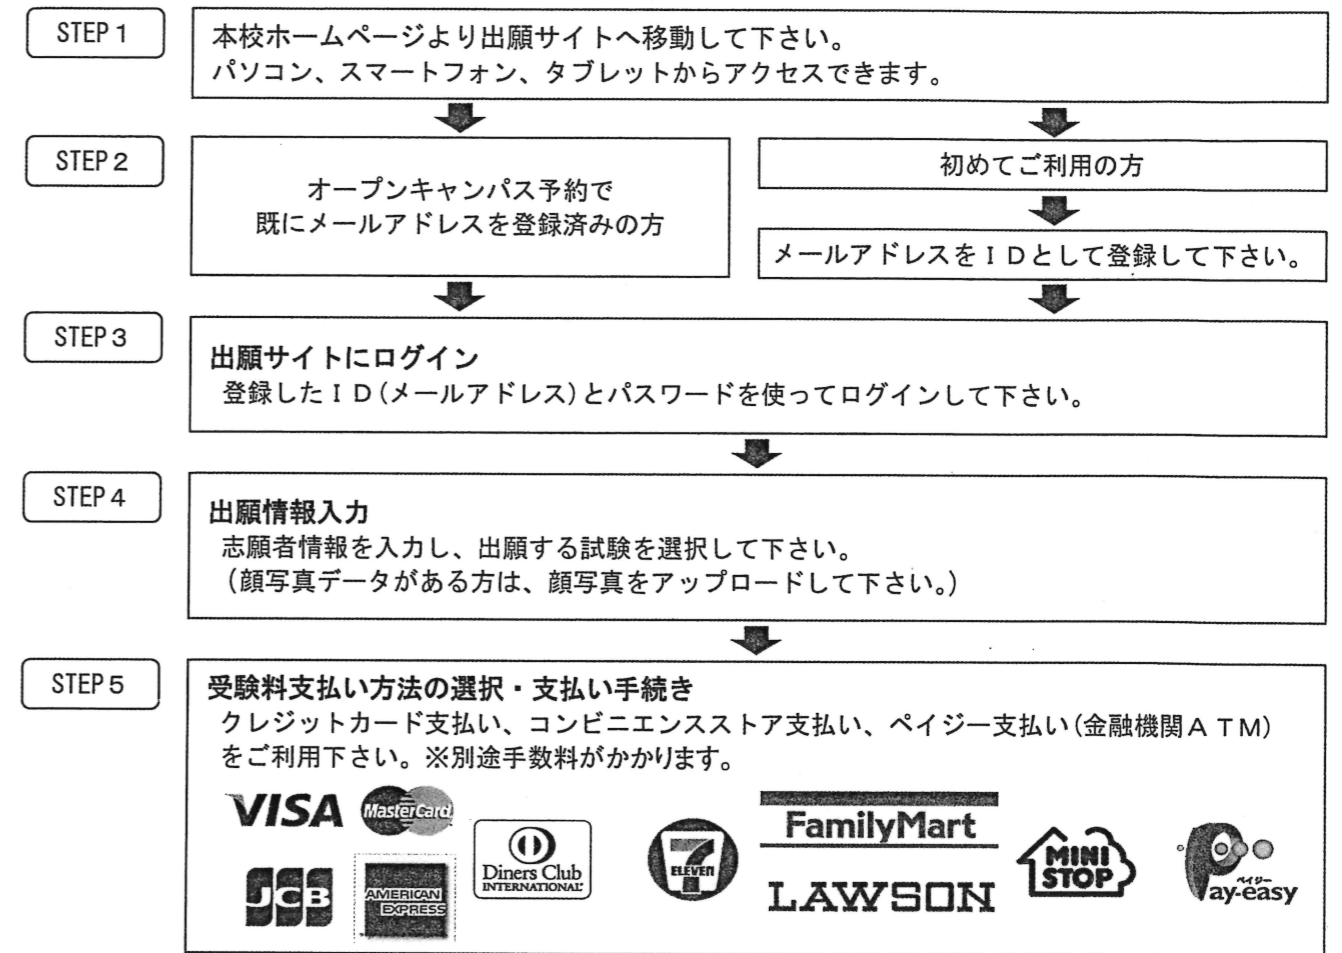 STEP 1
本校ホームページより出願サイトへ移動して下さい。
パソコン、スマートフォン、タブレットからアクセスできます。
STEP 2
オープンキャンパス予約で
既にメールアドレスを登録済みの方
初めてご利用の方
メールアドレスをＩＤとして登録して下さい。
STEP 3
出願サイトにログイン
登録したＩＤ(メールアドレス)とパスワードを使ってログインして下さい。
STEP 4
出願情報入力
志願者情報を入力し、出願する試験を選択して下さい。
（顔写真データがある方は、顔写真をアップロードして下さい。）
STEP 5
受験料支払い方法の選択・支払い手続き
クレジットカード支払い、コンビニエンスストア支払い、ペイジー支払い(金融機関ＡＴＭ)
をご利用下さい。※別途手数料がかかります。
VISA
MasterCard
JCB
AMERICAN
EXPRESS
Diners Club
INTERNATIONAL
7
ELEVEn
FamilyMart
LAWSON
MINI
STOP
ペイジー
Pay-easy